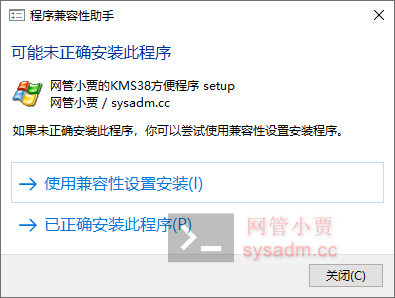 程序兼容性助手
可能未正确安装此程序
网管小贾的KMS38方便程序 setup
网管小贾 / sysadm.cc
如果未正确安装此程序，你可以尝试使用兼容性设置安装程序。
使用兼容性设置安装(I)
已正确安装此程序(P)
网管小贾
sysadm.cc
关闭(C)